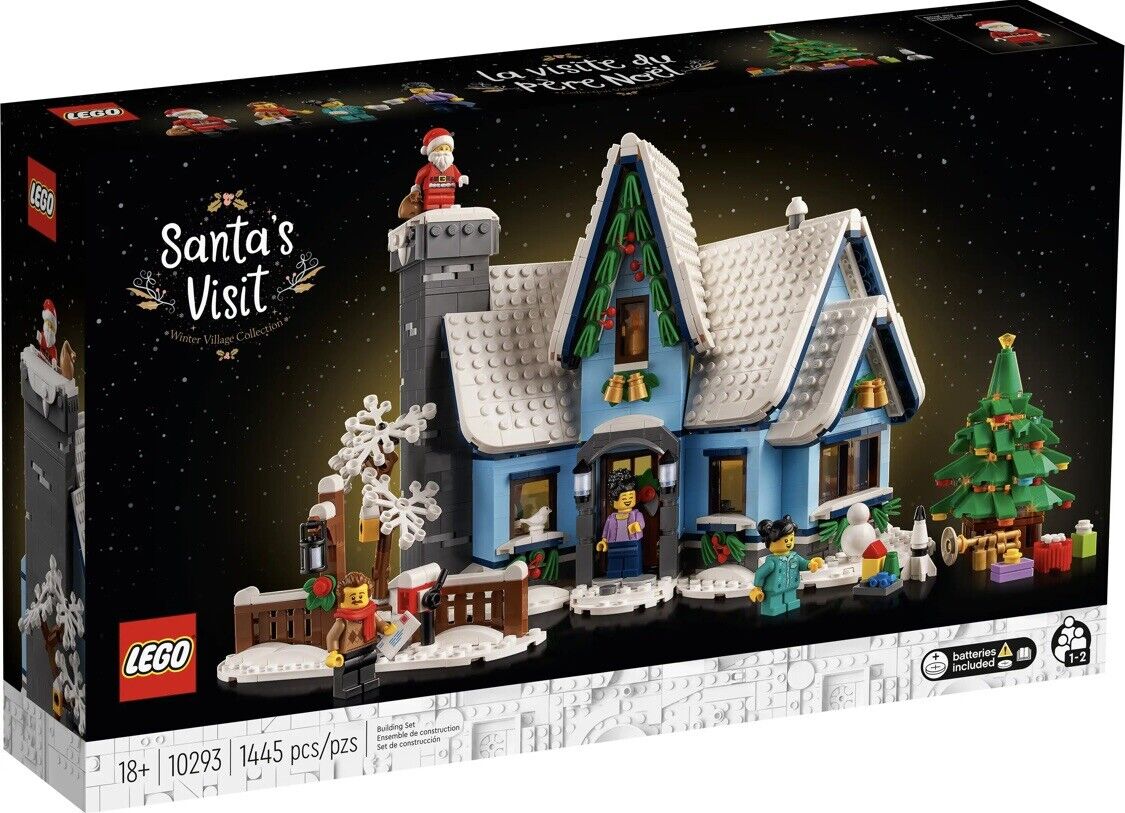 LEGO
La visite du
Père Noël
LEGO
Santa's
Visit
Winter Village Collection
LEGO
batteries
included
1-2
18+ | 10293 | 1445 pcs/pzs
Building Set
Ensemble de construction
Set de construcción